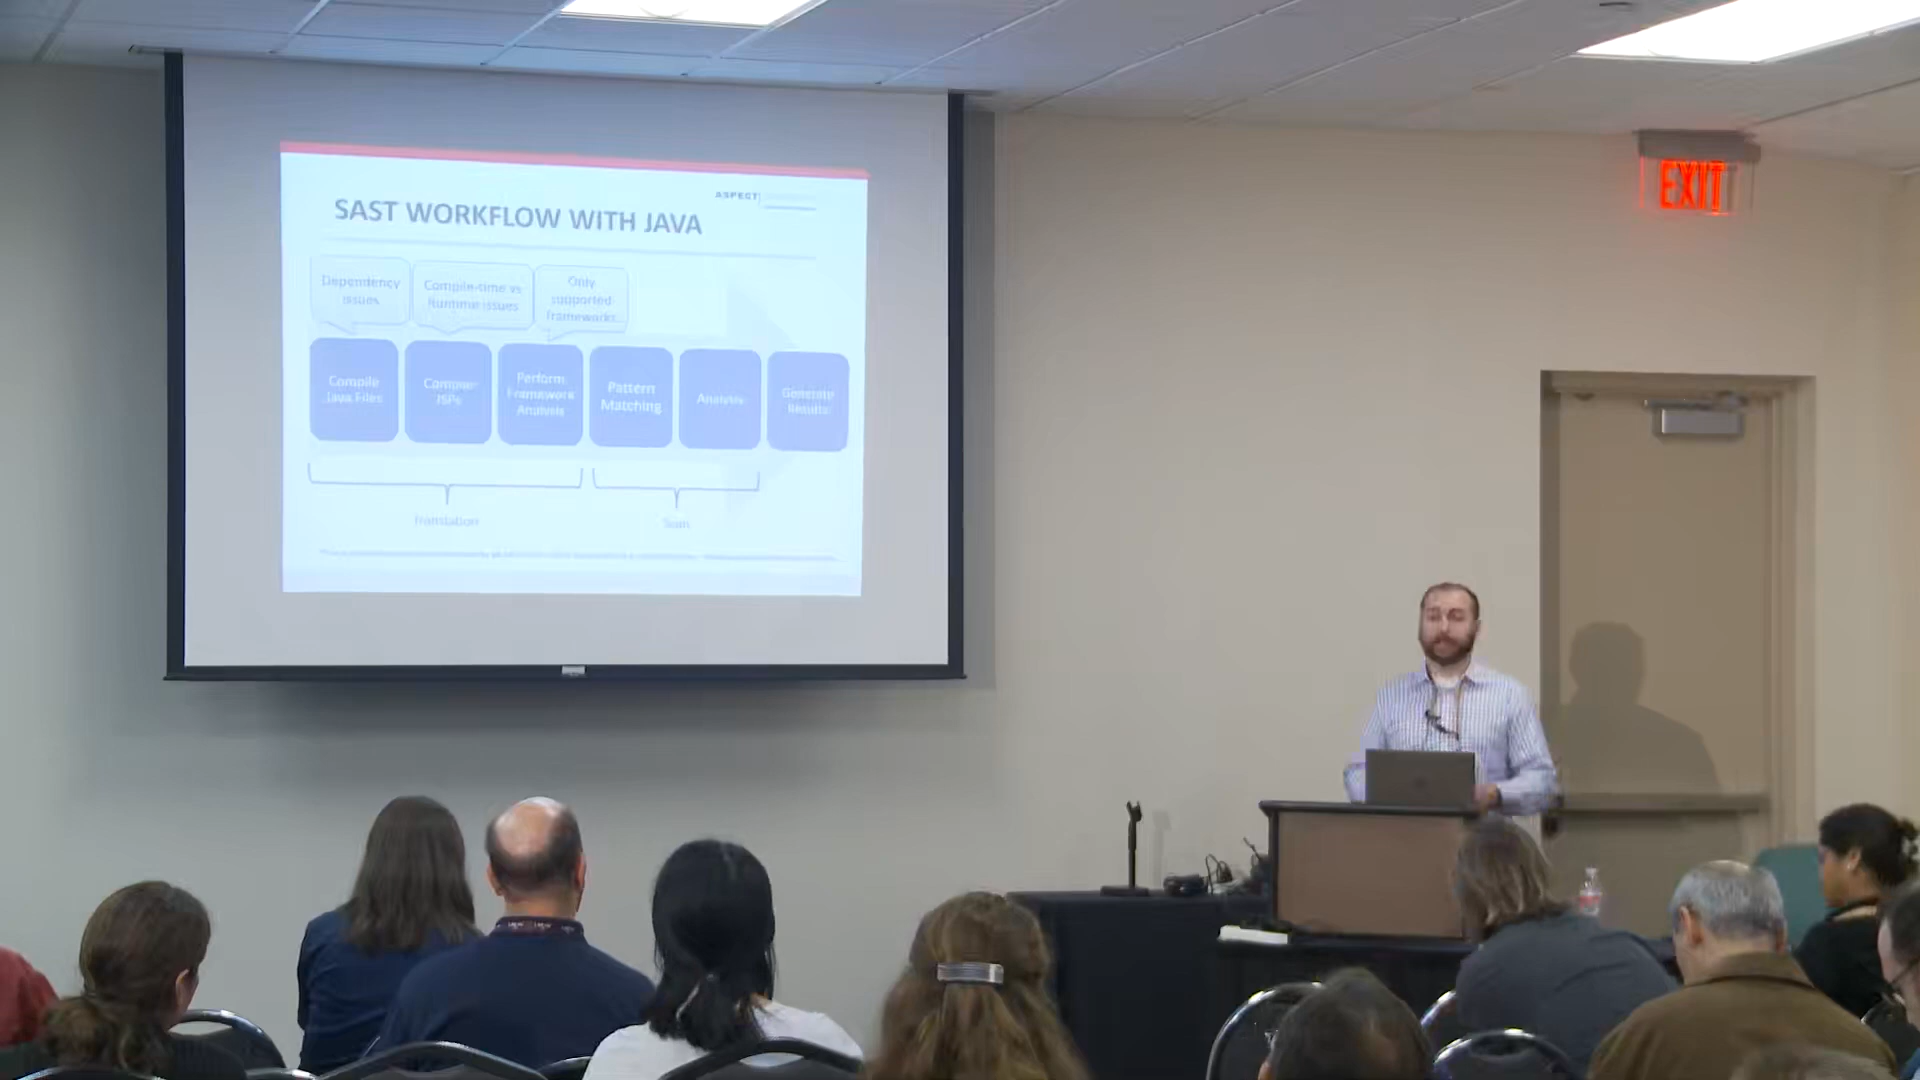 ASPECT
SAST WORKFLOW WITH JAVA
Dependency
Issues
Compile-time vs
Runtime issues
Only
supported
frameworks
Compile
Java Files
Compile
JSPs
Perform
Framework
Analysis
Pattern
Matching
Analysis
Generate
Results
Translation
Scan
EXIT